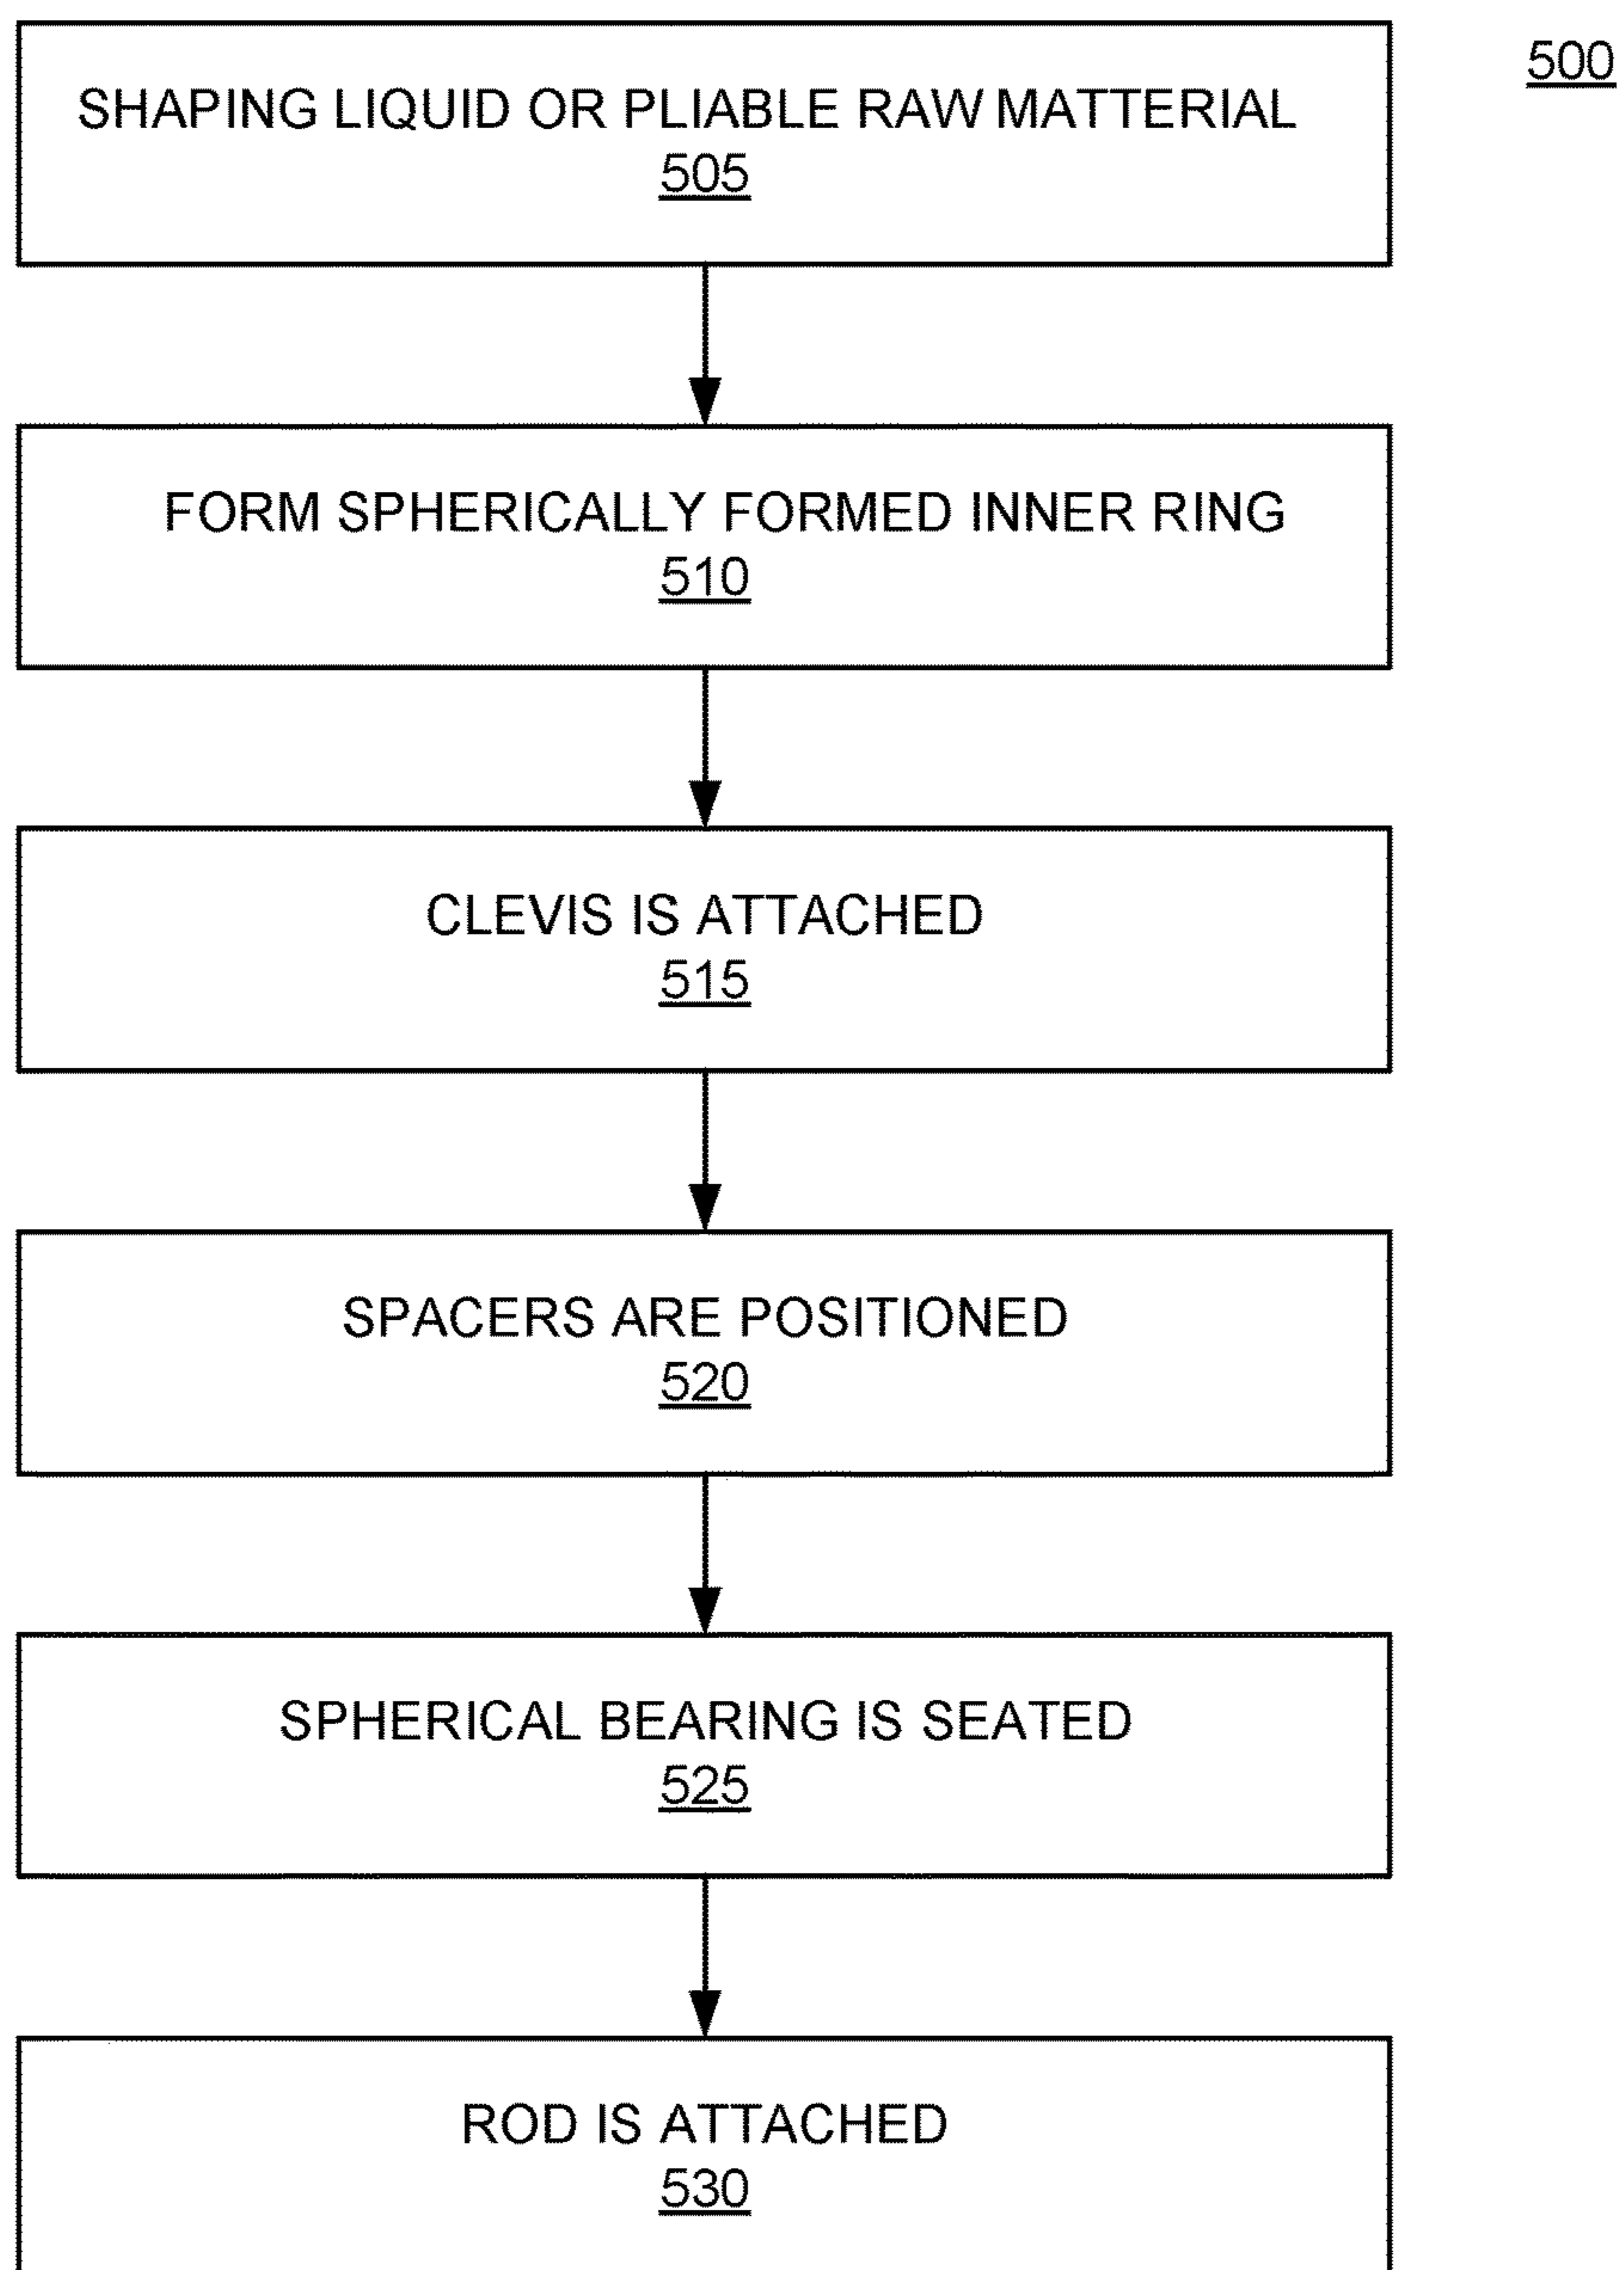 500
SHAPING LIQUID OR PLIABLE RAW MATTERIAL
505
FORM SPHERICALLY FORMED INNER RING
510
CLEVIS IS ATTACHED
515
SPACERS ARE POSITIONED
520
SPHERICAL BEARING IS SEATED
525
ROD IS ATTACHED
530